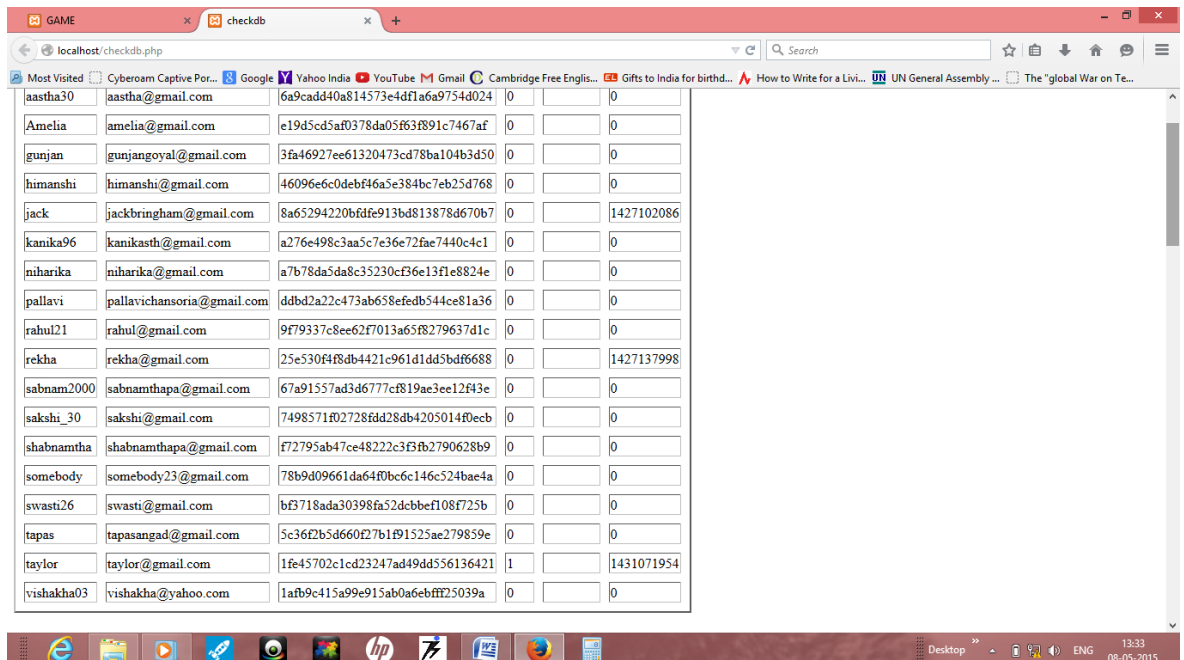 GAME × checkdb × +
localhost/checkdb.php Search
Most Visited Cyberoam Captive Por... Google Yahoo India YouTube Gmail Cambridge Free Englis... Gifts to India for birthd... How to Write for a Livi... UN General Assembly ... The "global War on Te...
aastha30 aastha@gmail.com 6a9cadd40a814573e4df1a6a9754d024 0 0
Amelia amelia@gmail.com e19d5cd5af0378da05f63f891c7467af 0 0
gunjan gunjangoyal@gmail.com 3fa46927ee61320473cd78ba104b3d50 0 0
himanshi himanshi@gmail.com 46096e6c0debf46a5e384bc7eb25d768 0 0
jack jackbringham@gmail.com 8a65294220bfdfe913bd813878d670b7 0 1427102086
kanika96 kanikasth@gmail.com a276e498c3aa5c7e36e72fae7440c4c1 0 0
niharika niharika@gmail.com a7b78da5da8c35230cf36e13f1e8824e 0 0
pallavi pallavichansoria@gmail.com ddbd2a22c473ab658efedb544ce81a36 0 0
rahul21 rahul@gmail.com 9f79337c8ee62f7013a65f8279637d1c 0 0
rekha rekha@gmail.com 25e530f4f8db4421c961d1dd5bdf6688 0 1427137998
sabnam2000 sabnamthapa@gmail.com 67a91557ad3d6777cf819ae3ee12f43e 0 0
sakshi_30 sakshi@gmail.com 7498571f02728fdd28db4205014f0ecb 0 0
shabnamtha shabnamthapa@gmail.com f72795ab47ce48222c3f3fb2790628b9 0 0
somebody somebody23@gmail.com 78b9d09661da64f0bc6c146c524bae4a 0 0
swasti26 swasti@gmail.com bf3718ada30398fa52dcbbef108f725b 0 0
tapas tapasangad@gmail.com 5c36f2b5d660f27b1f91525ae279859e 0 0
taylor taylor@gmail.com 1fe45702c1cd23247ad49dd556136421 1 1431071954
vishakha03 vishakha@yahoo.com 1afb9c415a99e915ab0a6ebfff25039a 0 0
hp Desktop ENG 13:33
08-05-2015